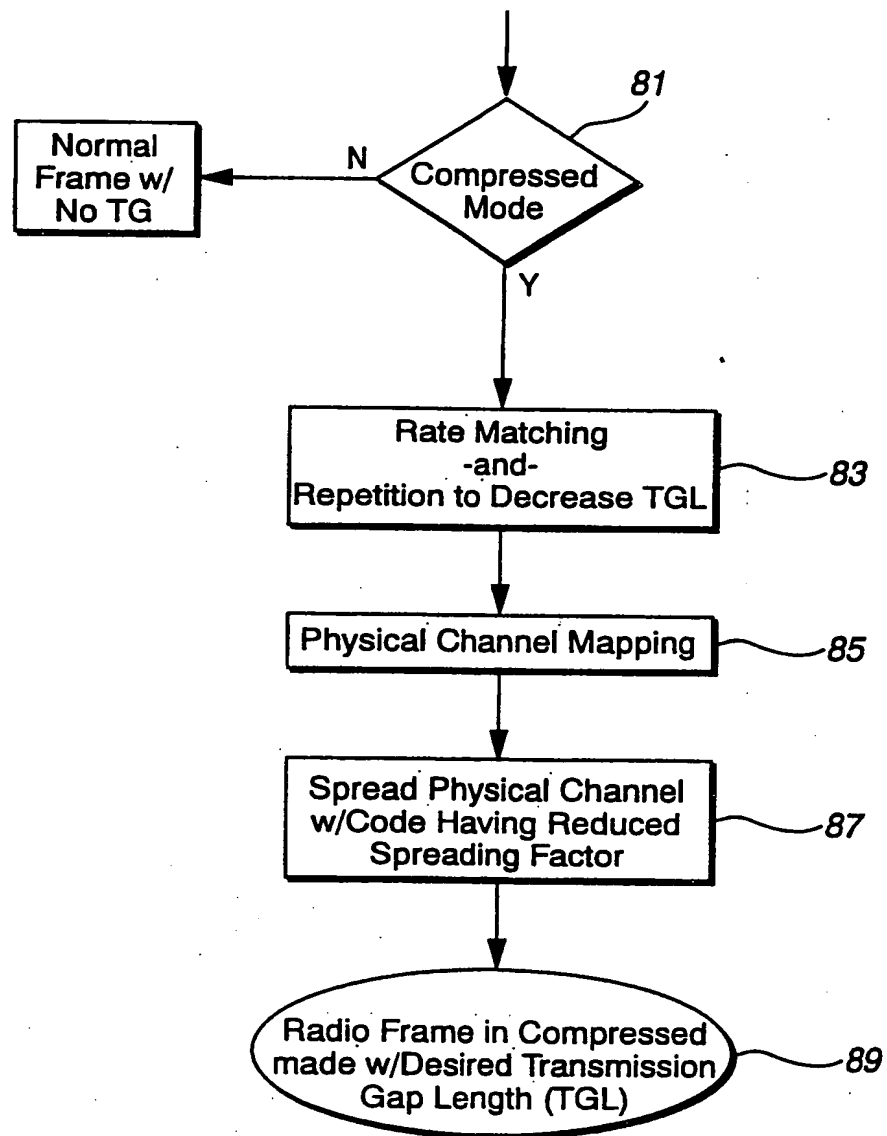 81
Normal
Frame w/
No TG
N
Compressed
Mode
Y
Rate Matching
-and-
Repetition to Decrease TGL
83
Physical Channel Mapping
85
Spread Physical Channel
w/Code Having Reduced
Spreading Factor
87
Radio Frame in Compressed
made w/Desired Transmission
Gap Length (TGL)
89